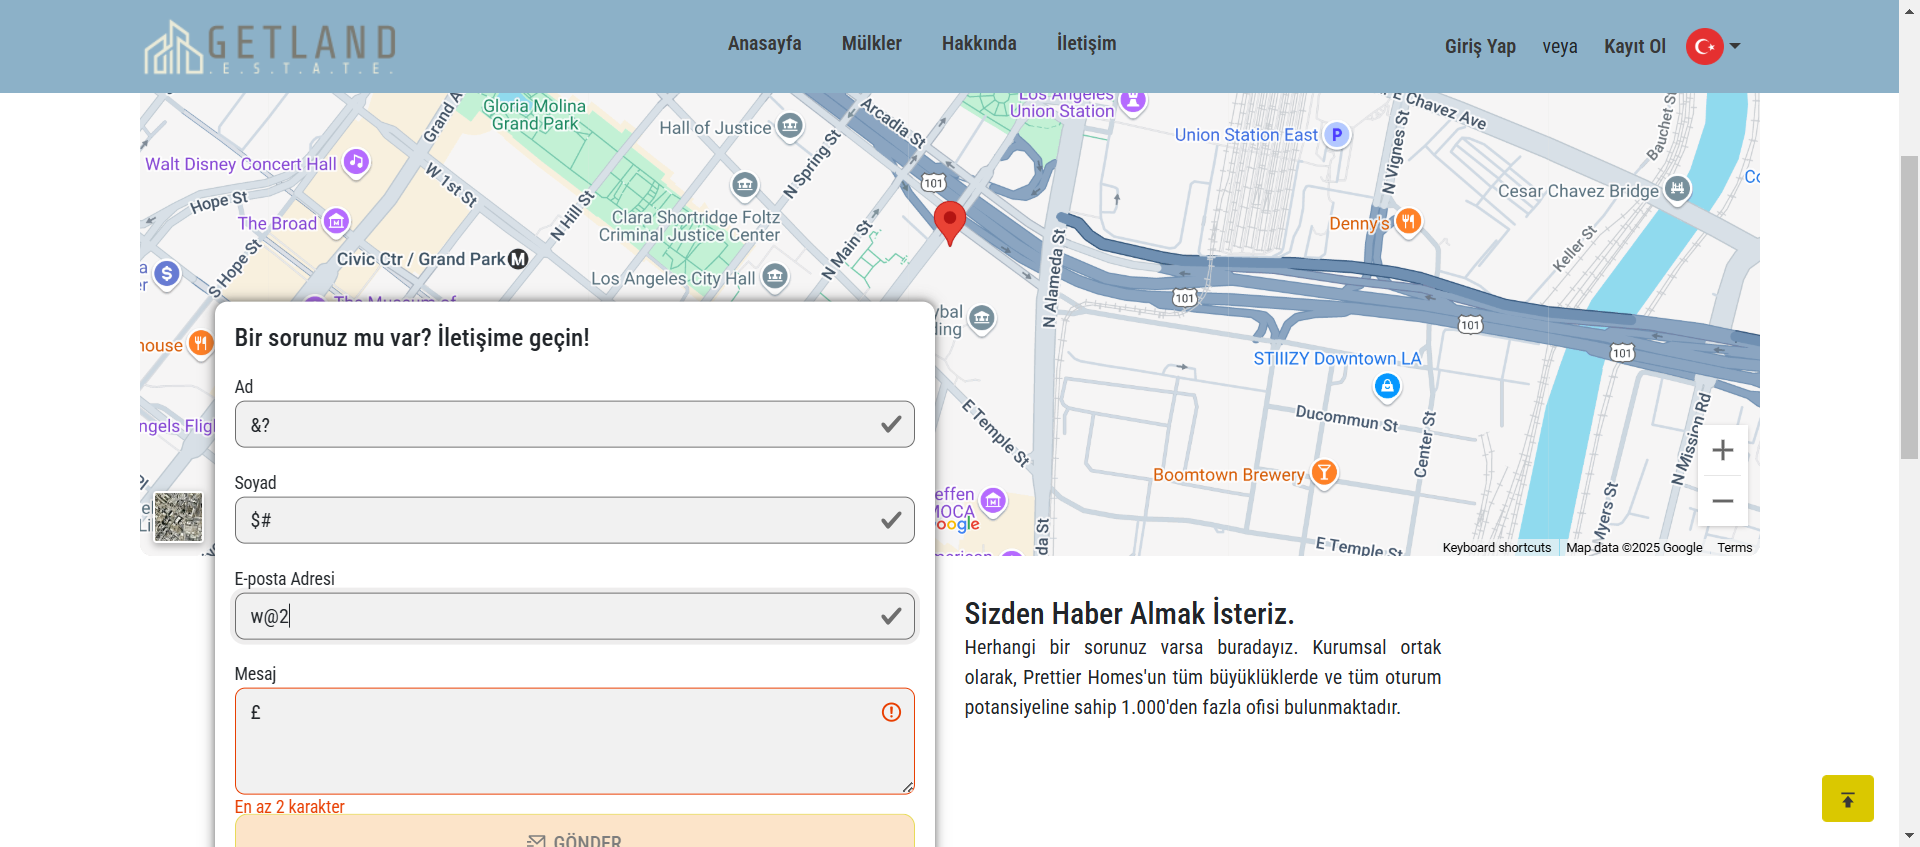 GETLAND
E.S.T.A.T.E.
Anasayfa
Mülkler
Hakkında
İletişim
Giriş Yap
veya
Kayıt Ol
Gloria Molina
Grand Park
Grand A
Hall of Justice
Arcadia St
Los Angeles
Union Station
Union Station East
P
E Chavez Ave
Bauchet St
N Vignes St
Walt Disney Concert Hall
W 1st St
N Spring St
101
Cesar Chavez Bridge
Hope St
The Broad
N Hill St
Clara Shortridge Foltz
Criminal Justice Center
Denny's
Keller St
S Hope St
Civic Ctr / Grand Park
M
N Main St
Los Angeles City Hall
N Alameda St
The Museum of
101
101
101
STIIIZY Downtown LA
Ducommun St
Center St
N Mission Rd
E Temple St
Boomtown Brewery
Myers St
E Temple St
Google
Keyboard shortcuts
Map data ©2025 Google
Terms
Bir sorunuz mu var? İletişime geçin!
Ad
&?
Soyad
$#
E-posta Adresi
w@2
Mesaj
£
En az 2 karakter
GÖNDER
Sizden Haber Almak İsteriz.
Herhangi bir sorunuz varsa buradayız. Kurumsal ortak
olarak, Prettier Homes'un tüm büyüklüklerde ve tüm oturum
potansiyeline sahip 1.000'den fazla ofisi bulunmaktadır.